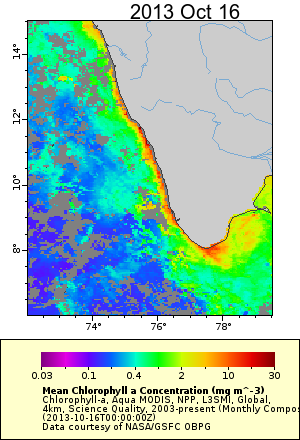 2013 Oct 16
14°
12°
10°
8°
74° 76° 78°
0.03 0.1 0.4 2 10 30
Mean Chlorophyll a Concentration (mg m^-3)
Chlorophyll-a, Aqua MODIS, NPP, L3SMI, Global,
4km, Science Quality, 2003-present (Monthly Compos
(2013-10-16T00:00:00Z)
Data courtesy of NASA/GSFC OBPG